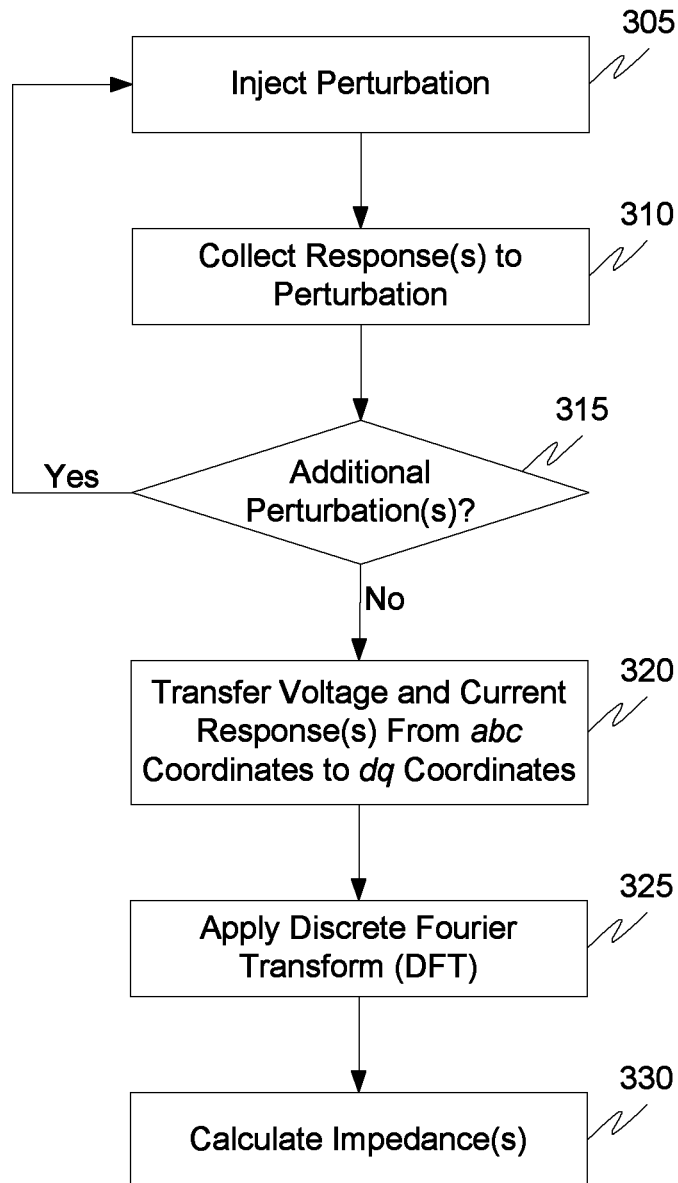 305
Inject Perturbation
310
Collect Response(s) to
Perturbation
315
Additional
Perturbation(s)?
Yes
No
320
Transfer Voltage and Current
Response(s) From abc
Coordinates to dq Coordinates
325
Apply Discrete Fourier
Transform (DFT)
330
Calculate Impedance(s)